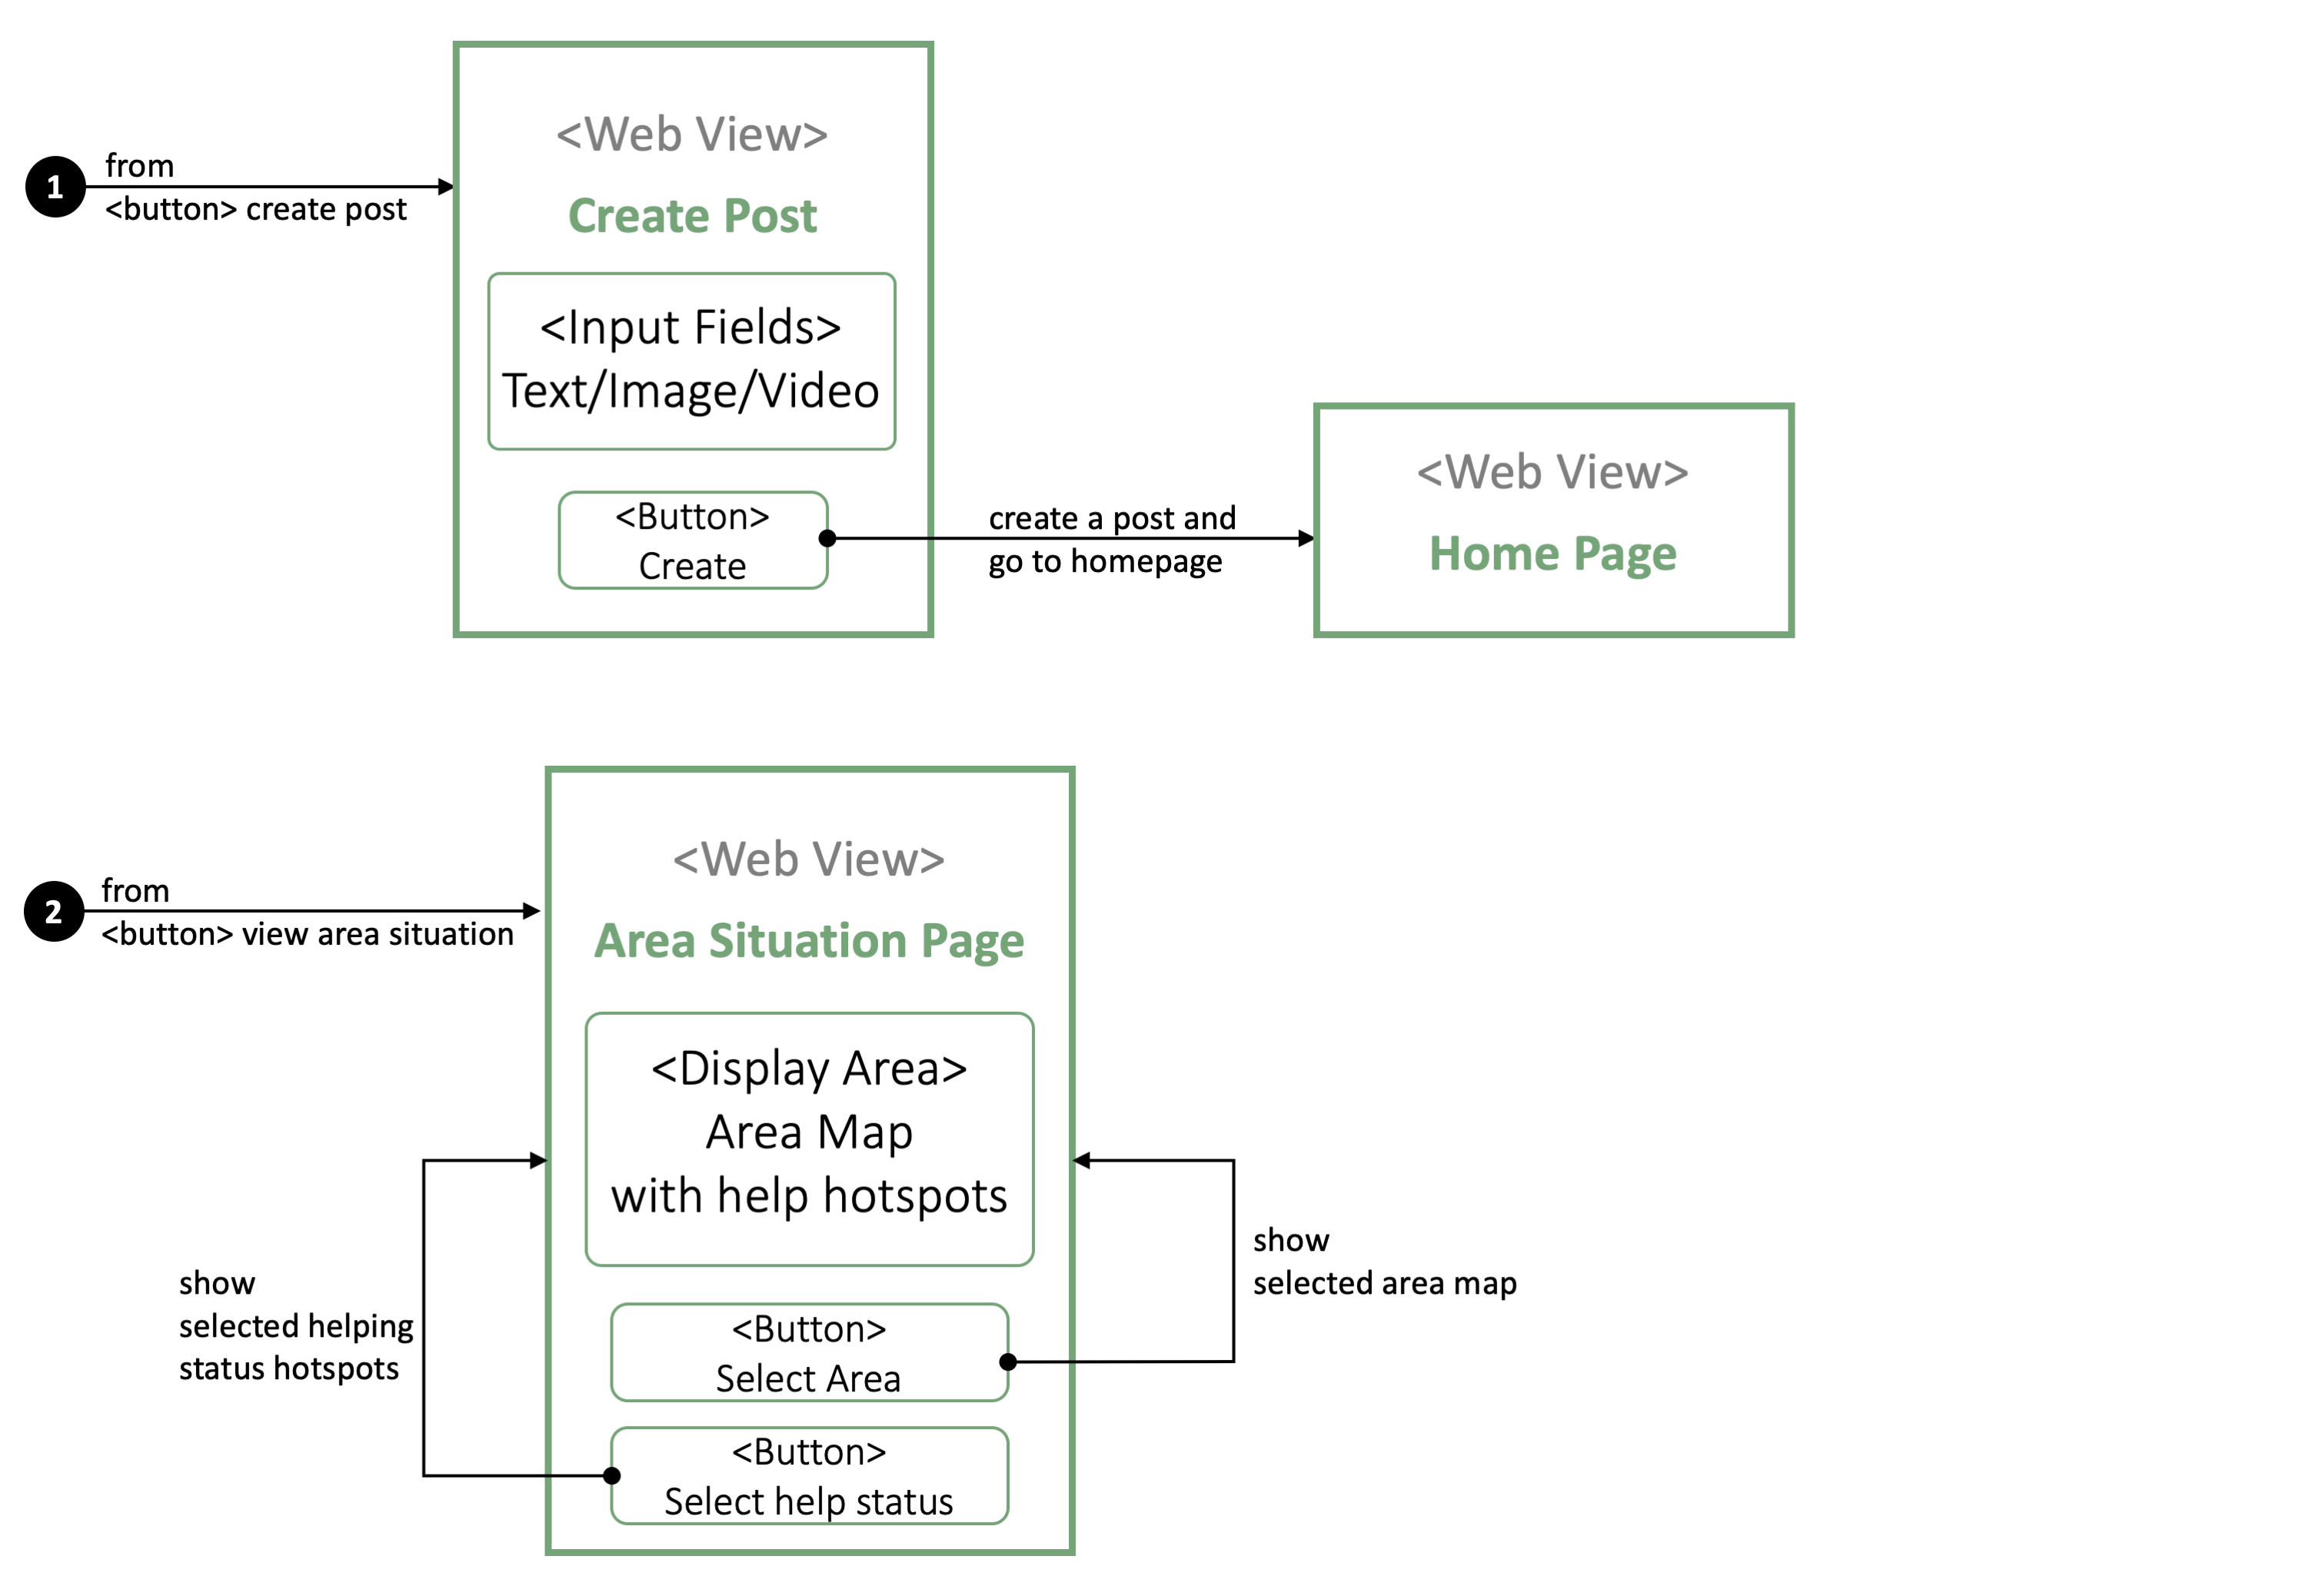 1
from
<button> create post
<Web View>
Create Post
<Input Fields>
Text/Image/Video
<Button>
Create
create a post and
go to homepage
<Web View>
Home Page
2
from
<button> view area situation
<Web View>
Area Situation Page
<Display Area>
Area Map
with help hotspots
<Button>
Select Area
show
selected area map
<Button>
Select help status
show
selected helping
status hotspots